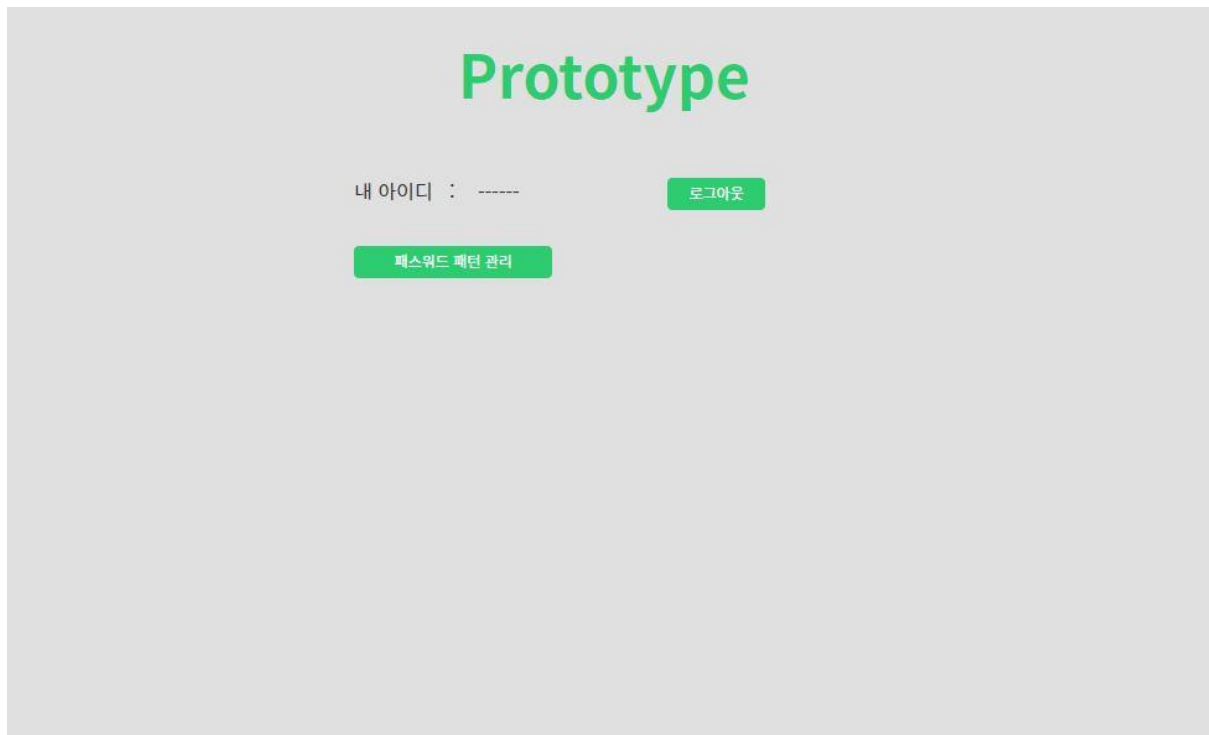 Prototype
내 아이디 : ------ 로그아웃
패스워드 패턴 관리